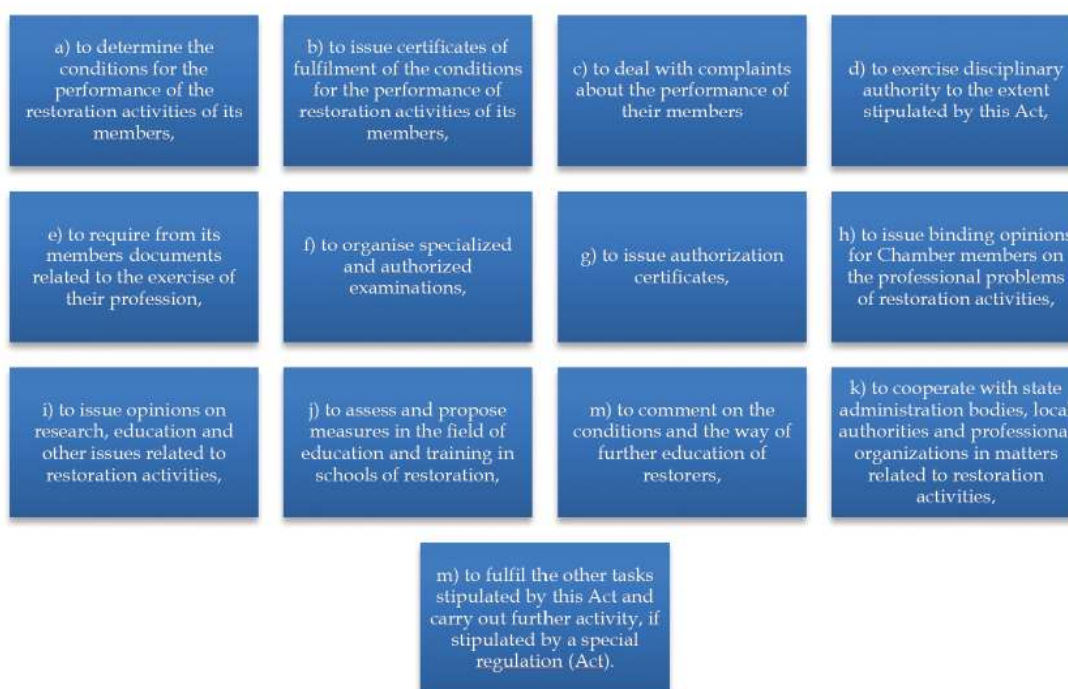 a) to determine the
conditions for the
performance of the
restoration activities of its
members,
b) to issue certificates of
fulfilment of the conditions
for the performance of
restoration activities of its
members,
c) to deal with complaints
about the performance of
their members
d) to exercise disciplinary
authority to the extent
stipulated by this Act,
e) to require from its
members documents
related to the exercise of
their profession,
f) to organise specialized
and authorized
examinations,
g) to issue authorization
certificates,
h) to issue binding opinions
for Chamber members on
the professional problems
of restoration activities,
i) to issue opinions on
research, education and
other issues related to
restoration activities,
j) to assess and propose
measures in the field of
education and training in
schools of restoration,
m) to comment on the
conditions and the way of
further education of
restorers,
k) to cooperate with state
administration bodies, local
authorities and professional
organizations in matters
related to restoration
activities,
m) to fulfil the other tasks
stipulated by this Act and
carry out further activity, if
stipulated by a special
regulation (Act).